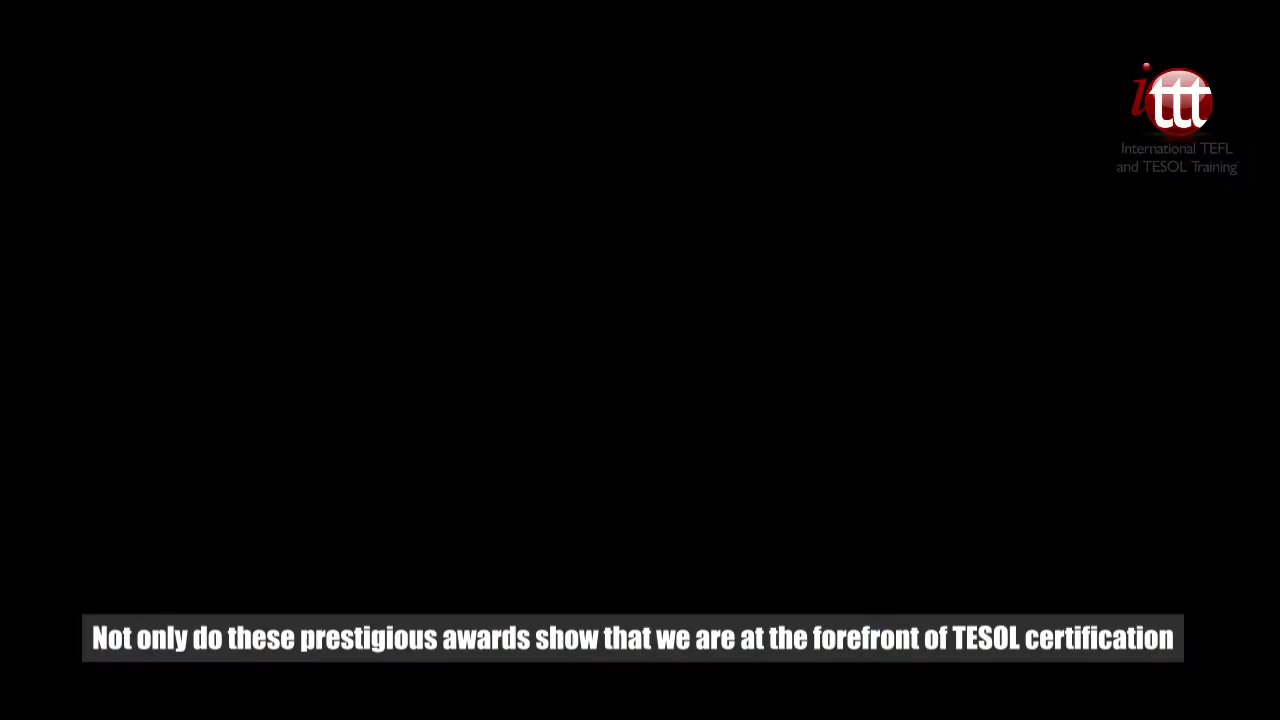 ittt
International TEFL
and TESOL Training
Not only do these prestigious awards show that we are at the forefront of TESOL certification